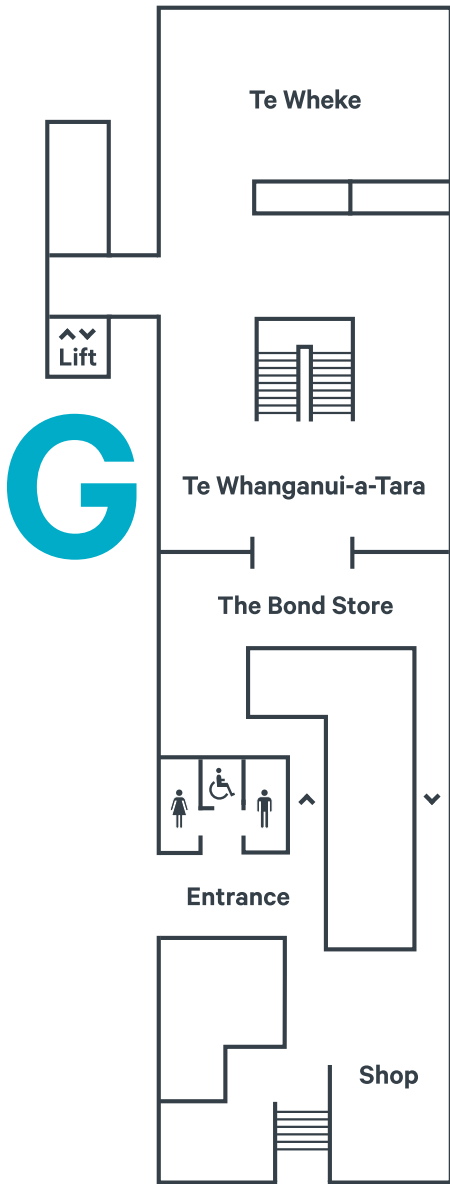 Te Wheke
Lift
G
Te Whanganui-a-Tara
The Bond Store
Entrance
Shop